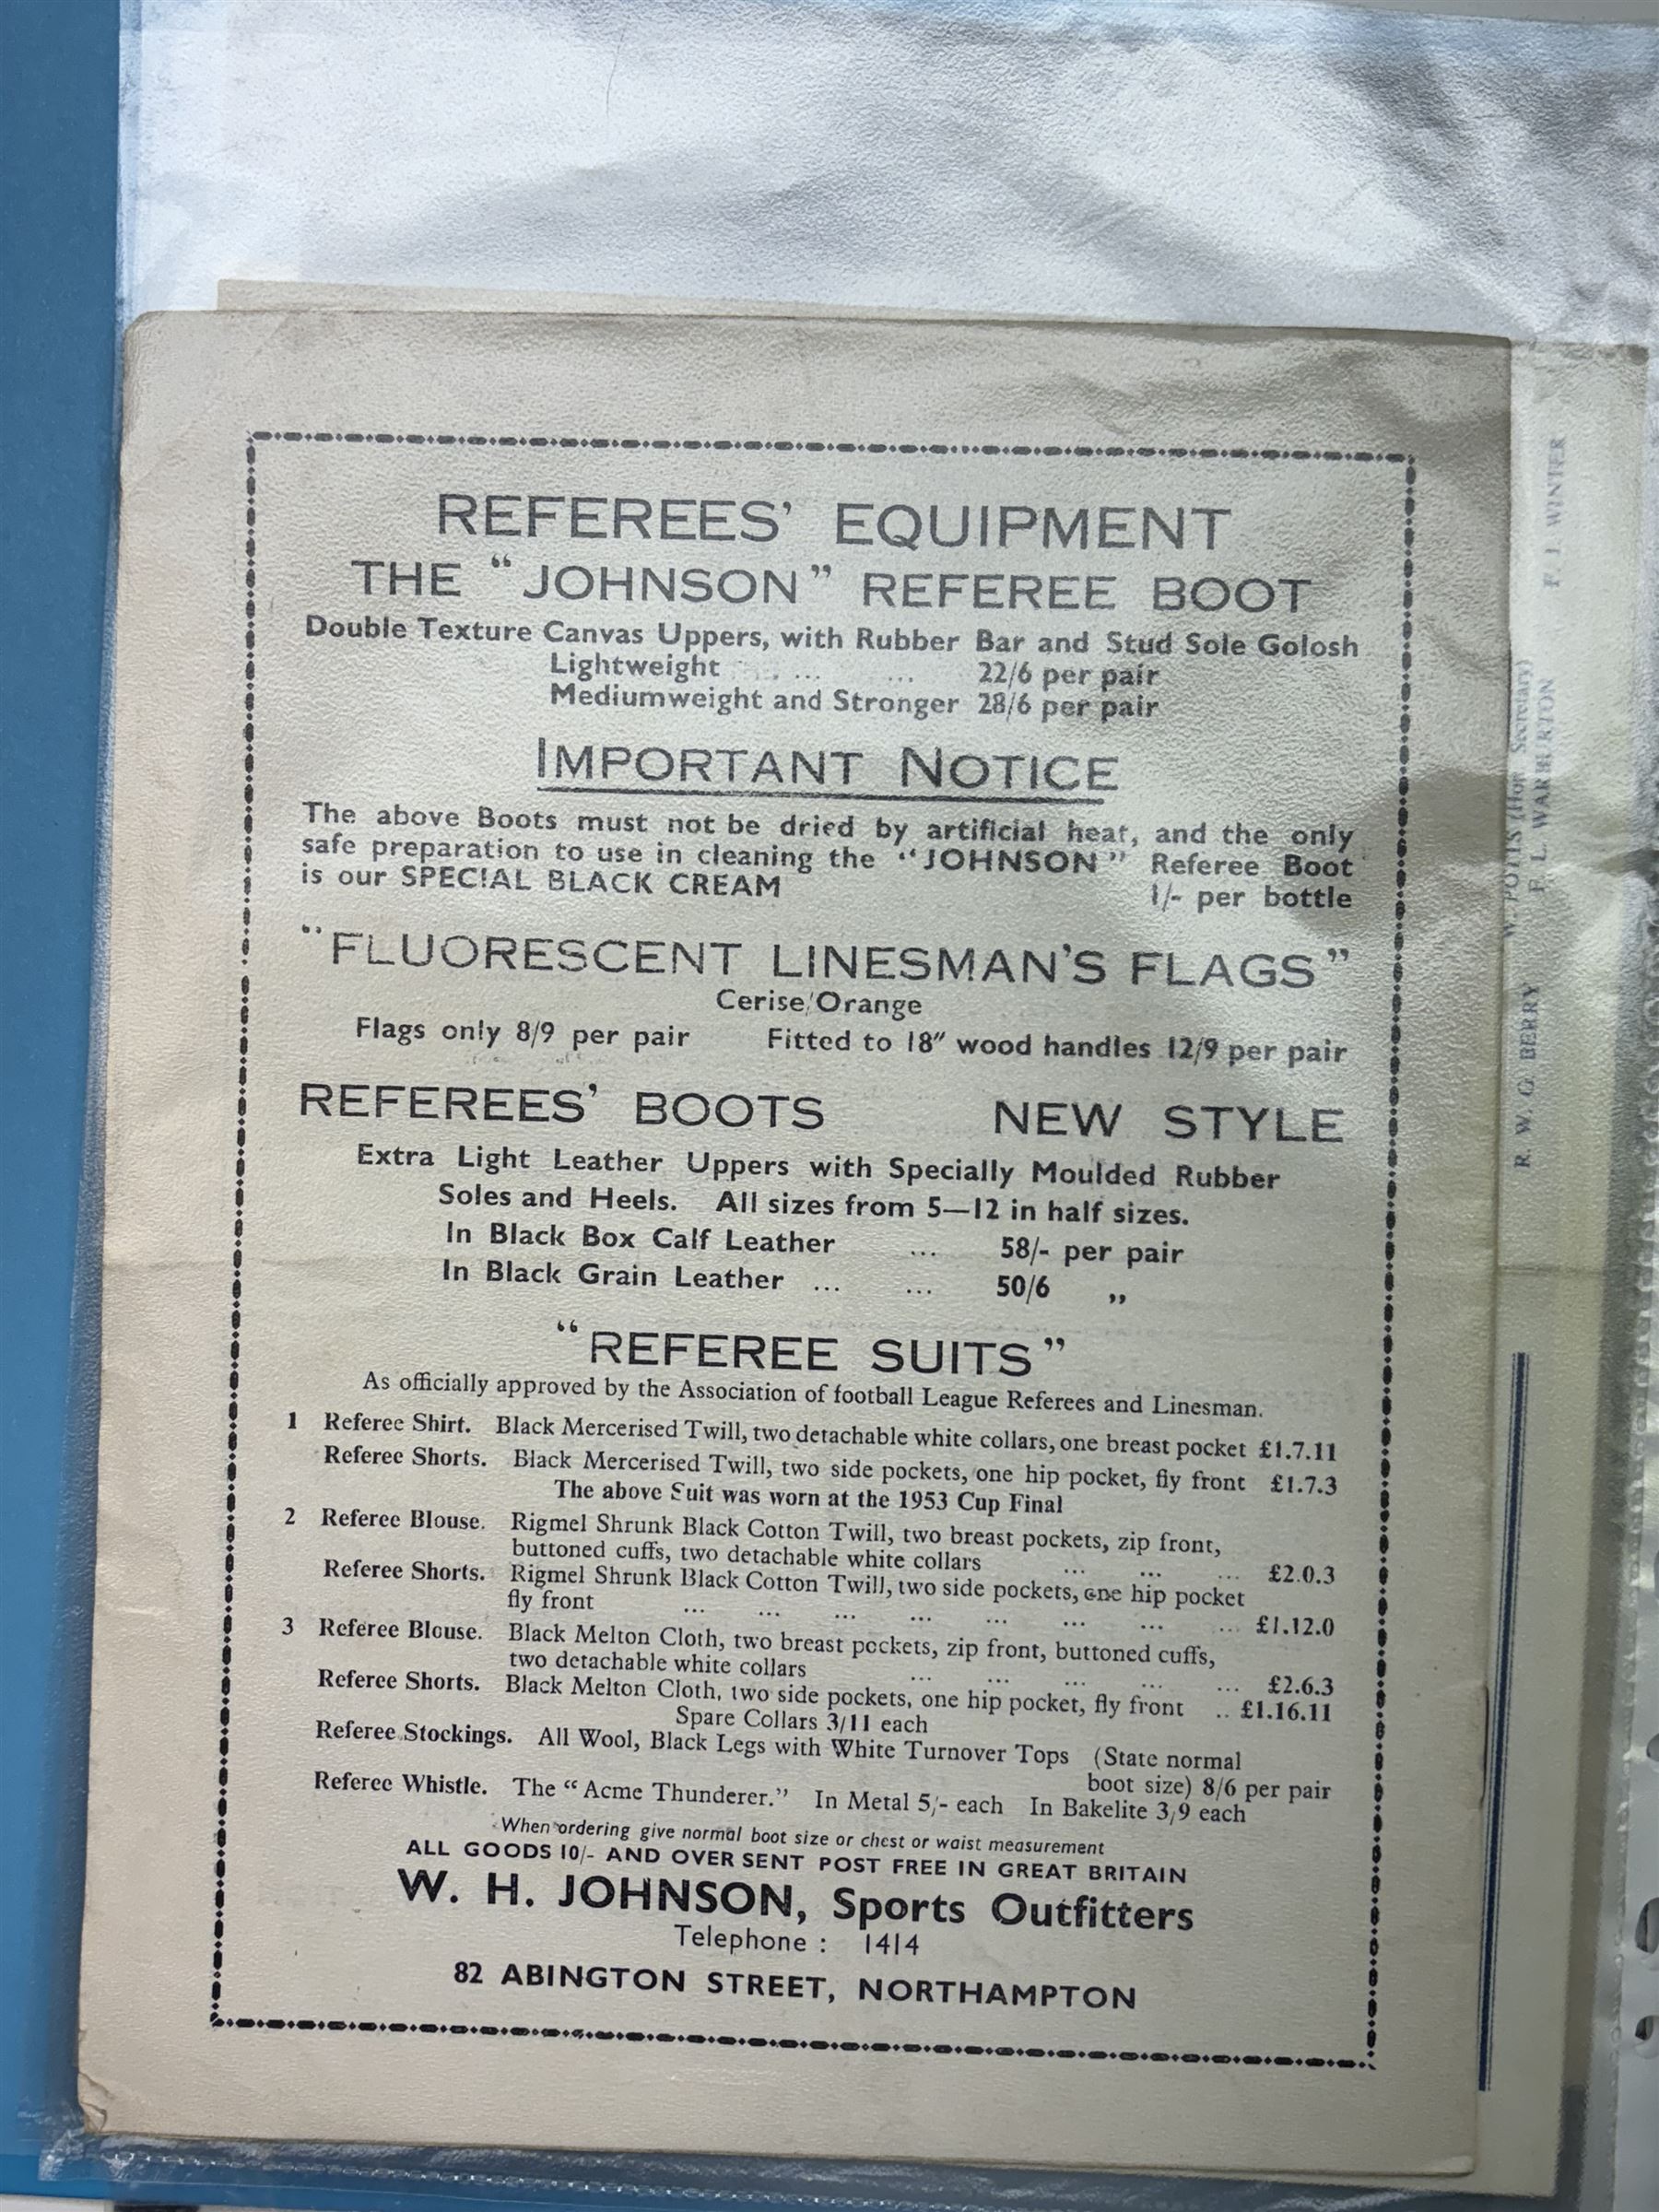 REFEREES' EQUIPMENT
THE "JOHNSON" REFEREE BOOT
Double Texture Canvas Uppers, with Rubber Bar and Stud Sole Golosh
Lightweight ... ... 22/6 per pair
Mediumweight and Stronger 28/6 per pair
IMPORTANT NOTICE
The above Boots must not be dried by artificial heat, and the only
safe preparation to use in cleaning the "JOHNSON" Referee Boot
is our SPECIAL BLACK CREAM 1/- per bottle
"FLUORESCENT LINESMAN'S FLAGS"
Cerise/Orange
Flags only 8/9 per pair Fitted to 18" wood handles 12/9 per pair
REFEREES' BOOTS NEW STYLE
Extra Light Leather Uppers with Specially Moulded Rubber
Soles and Heels. All sizes from 5—12 in half sizes.
In Black Box Calf Leather ... 58/- per pair
In Black Grain Leather ... ... 50/6 ,,
"REFEREE SUITS"
As officially approved by the Association of football League Referees and Linesman.
1 Referee Shirt. Black Mercerised Twill, two detachable white collars, one breast pocket £1.7.11
Referee Shorts. Black Mercerised Twill, two side pockets, one hip pocket, fly front £1.7.3
The above Suit was worn at the 1953 Cup Final
2 Referee Blouse. Rigmel Shrunk Black Cotton Twill, two breast pockets, zip front,
buttoned cuffs, two detachable white collars ... ... ... £2.0.3
Referee Shorts. Rigmel Shrunk Black Cotton Twill, two side pockets, one hip pocket
fly front ... ... ... ... ... ... ... ... £1.12.0
3 Referee Blouse. Black Melton Cloth, two breast pockets, zip front, buttoned cuffs,
two detachable white collars ... ... ... ... ... £2.6.3
Referee Shorts. Black Melton Cloth, two side pockets, one hip pocket, fly front .. £1.16.11
Spare Collars 3/11 each
Referee Stockings. All Wool, Black Legs with White Turnover Tops (State normal
boot size) 8/6 per pair
Referee Whistle. The "Acme Thunderer." In Metal 5/- each In Bakelite 3/9 each
When ordering give normal boot size or chest or waist measurement
ALL GOODS 10/- AND OVER SENT POST FREE IN GREAT BRITAIN
W. H. JOHNSON, Sports Outfitters
Telephone : 1414
82 ABINGTON STREET, NORTHAMPTON
W. POTTS (Hon. Secretary)
R. W. G. BERRY F. L. WARBURTON F. J. WINTER